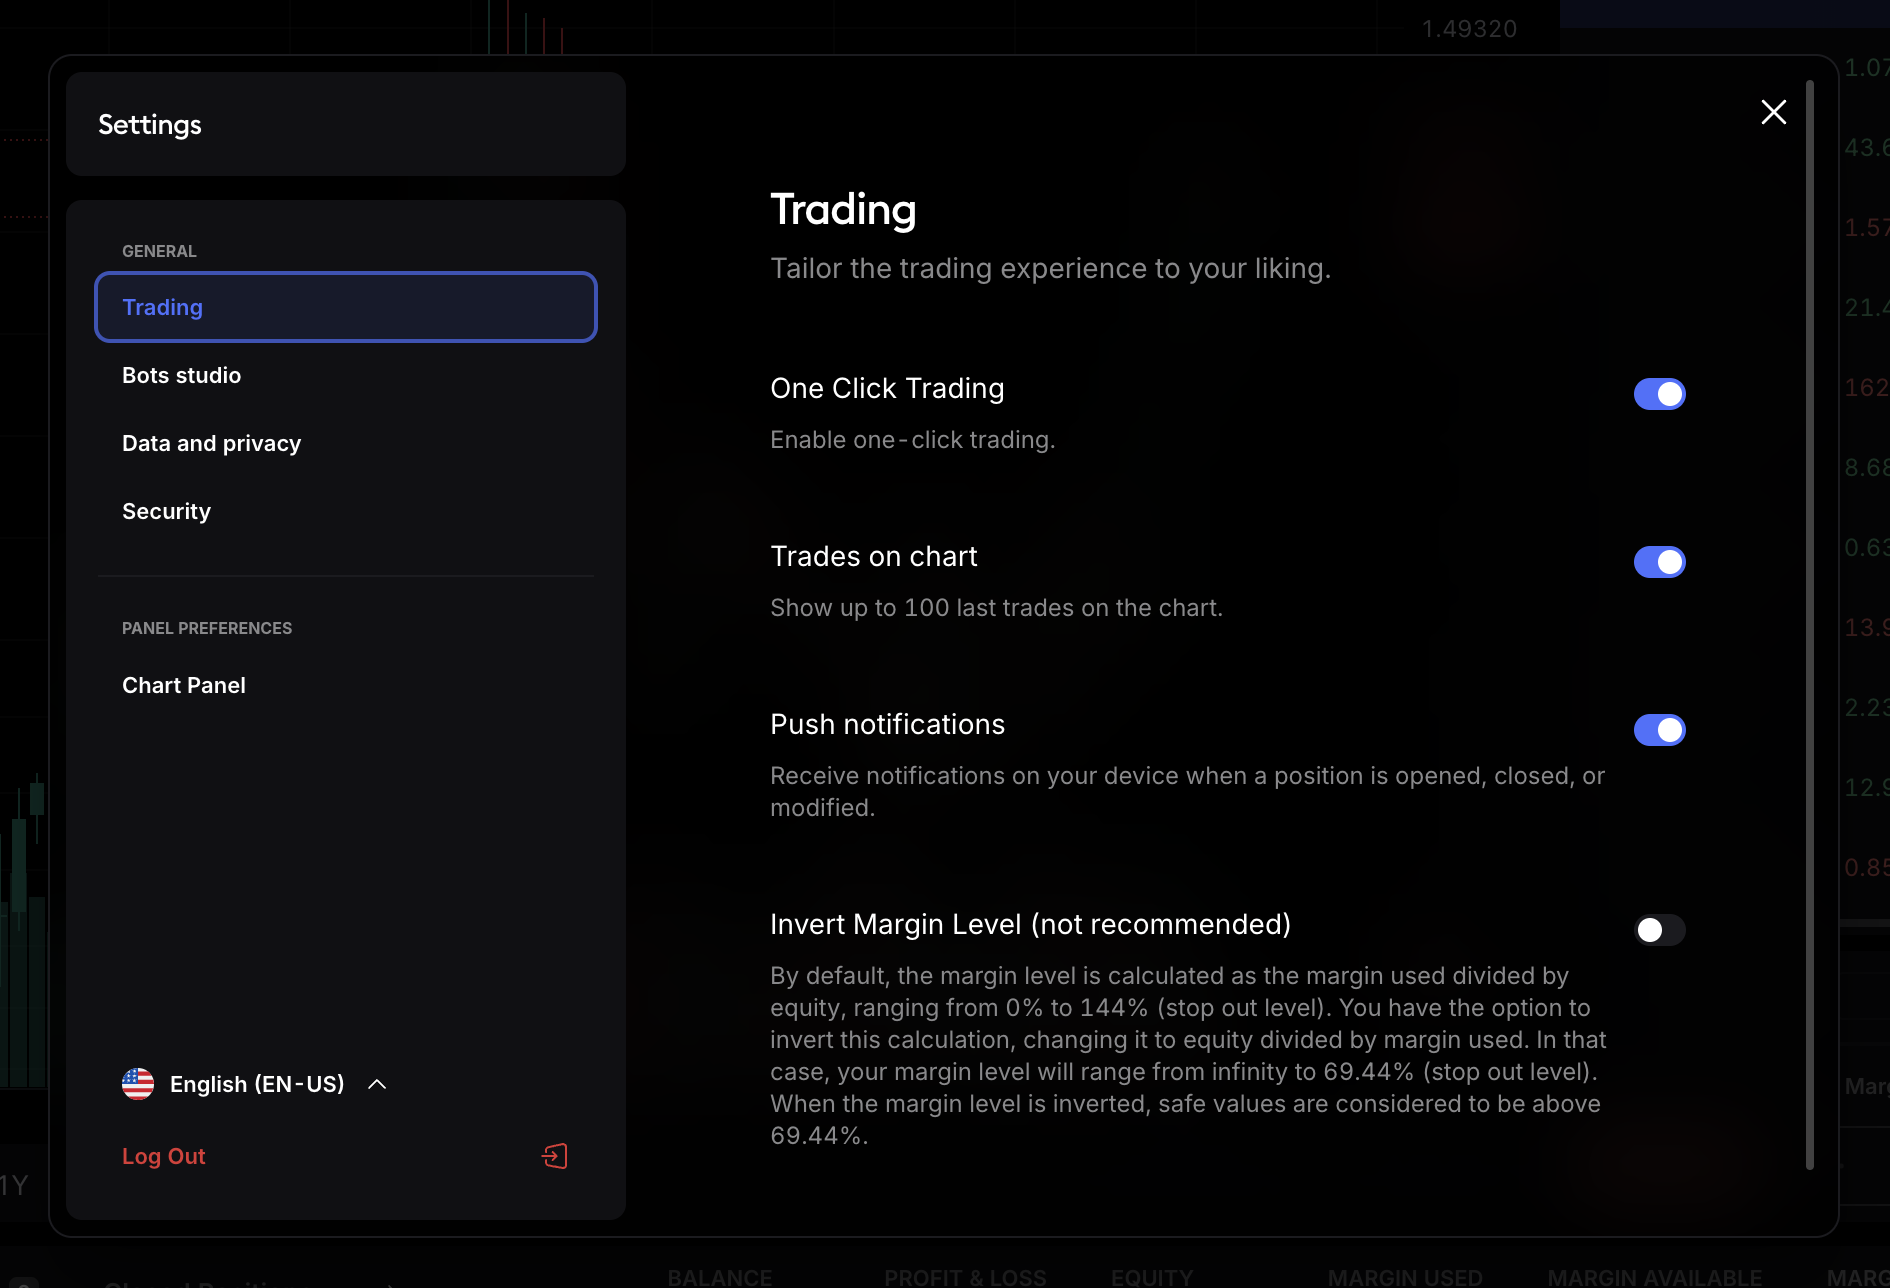 1.49320
Settings
GENERAL
Trading
Bots studio
Data and privacy
Security
PANEL PREFERENCES
Chart Panel
English (EN-US)
Log Out
Trading
Tailor the trading experience to your liking.
One Click Trading
Enable one-click trading.
Trades on chart
Show up to 100 last trades on the chart.
Push notifications
Receive notifications on your device when a position is opened, closed, or
modified.
Invert Margin Level (not recommended)
By default, the margin level is calculated as the margin used divided by
equity, ranging from 0% to 144% (stop out level). You have the option to
invert this calculation, changing it to equity divided by margin used. In that
case, your margin level will range from infinity to 69.44% (stop out level).
When the margin level is inverted, safe values are considered to be above
69.44%.
1.07
43.6
1.57
21.4
162
8.68
0.63
13.9
2.23
12.9
0.85
1Y
BALANCE
PROFIT & LOSS
EQUITY
MARGIN USED
MARGIN AVAILABLE